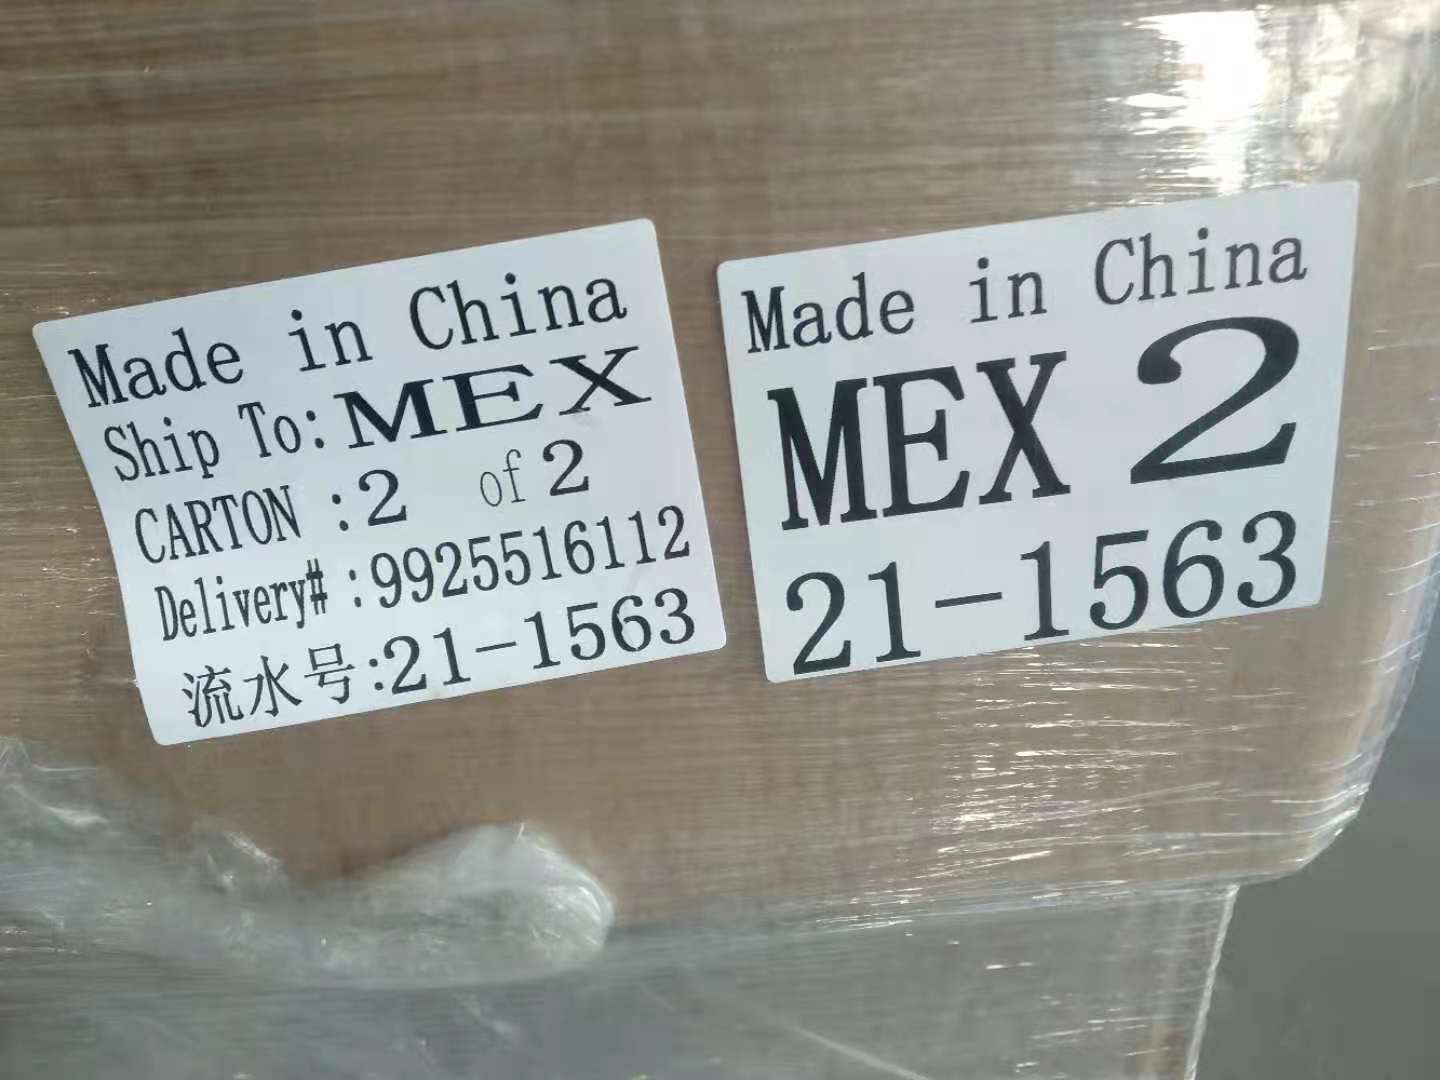 Made in China
Ship To:MEX
CARTON :2 of 2
Delivery# :9925516112
流水号:21-1563
Made in China
MEX 2
21-1563